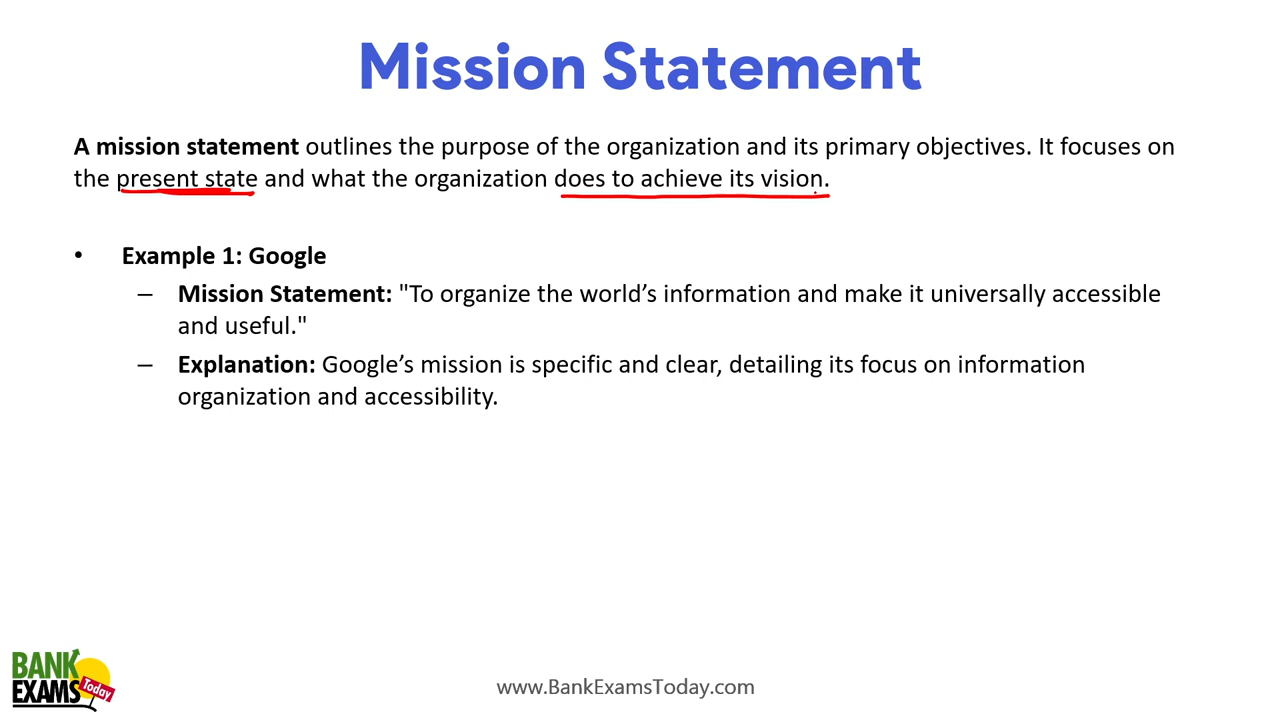 Mission Statement
A mission statement outlines the purpose of the organization and its primary objectives. It focuses on
the present state and what the organization does to achieve its vision.
• Example 1: Google
– Mission Statement: "To organize the world’s information and make it universally accessible
and useful."
– Explanation: Google’s mission is specific and clear, detailing its focus on information
organization and accessibility.
BANK
EXAMS
Today
www.BankExamsToday.com